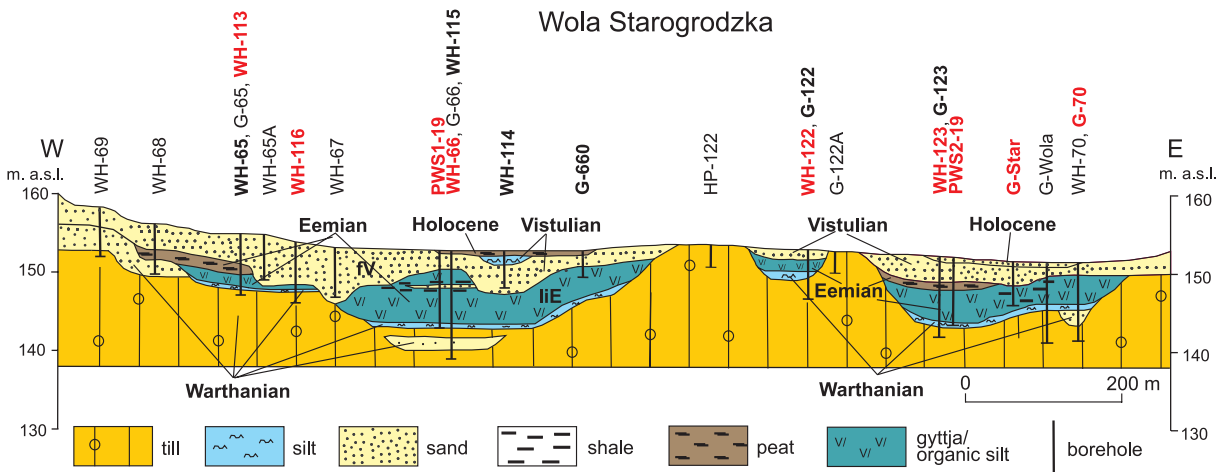 Wola Starogrodzka
W
E
m. a.s.l.
m. a.s.l.
WH-69
WH-68
WH-65, G-65, WH-113
WH-65A
WH-116
WH-67
PWS1-19
WH-66, G-66, WH-115
WH-114
G-660
HP-122
WH-122, G-122
G-122A
WH-123, G-123
PWS2-19
G-Star
G-Wola
WH-70, G-70
160
150
140
130
160
150
140
130
Eemian
Holocene
Vistulian
Vistulian
Holocene
fV
liE
Eemian
Warthanian
Warthanian
0
200 m
till
silt
sand
shale
peat
gyttja/
organic silt
borehole